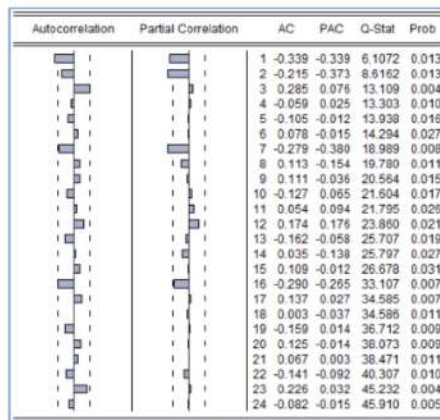 Autocorrelation Partial Correlation AC PAC Q-Stat Prob
1 -0.339 -0.339 6.1072 0.013
2 -0.215 -0.373 8.6162 0.013
3 0.285 0.076 13.109 0.004
4 -0.059 0.025 13.303 0.010
5 -0.105 -0.012 13.938 0.016
6 0.078 -0.015 14.294 0.027
7 -0.279 -0.380 18.989 0.008
8 0.113 -0.154 19.780 0.011
9 0.111 -0.036 20.564 0.015
10 -0.127 0.065 21.604 0.017
11 0.054 0.094 21.795 0.026
12 0.174 0.176 23.860 0.021
13 -0.162 -0.058 25.707 0.019
14 0.035 -0.138 25.797 0.027
15 0.109 -0.012 26.678 0.031
16 -0.290 -0.265 33.107 0.007
17 0.137 0.027 34.585 0.007
18 0.003 -0.037 34.586 0.011
19 -0.159 0.014 36.712 0.009
20 0.125 -0.014 38.073 0.009
21 0.067 0.003 38.471 0.011
22 -0.141 -0.092 40.307 0.010
23 0.226 0.032 45.232 0.004
24 -0.082 -0.015 45.910 0.005